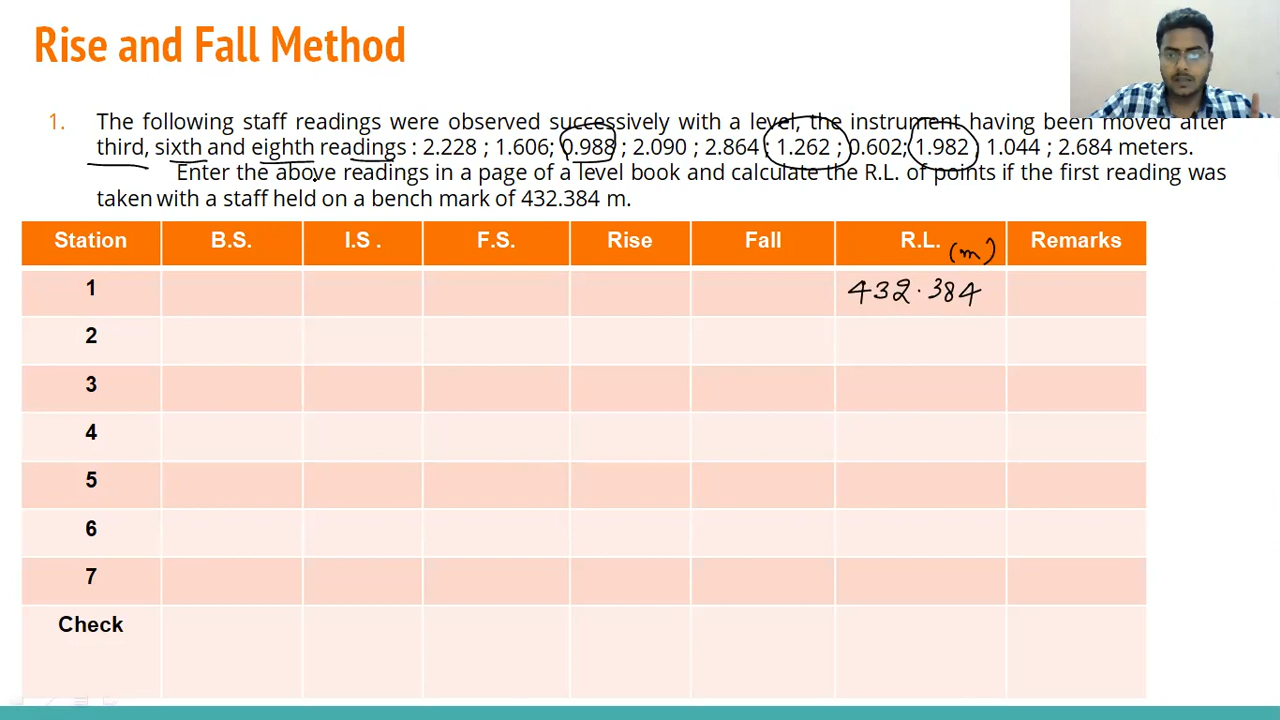 Rise and Fall Method
1. The following staff readings were observed successively with a level, the instrument having been moved after
third, sixth and eighth readings : 2.228 ; 1.606; 0.988 ; 2.090 ; 2.864 ; 1.262 ; 0.602; 1.982 ; 1.044 ; 2.684 meters.
Enter the above readings in a page of a level book and calculate the R.L. of points if the first reading was
taken with a staff held on a bench mark of 432.384 m.
Station B.S. I.S . F.S. Rise Fall R.L. (m) Remarks
1 432.384
2
3
4
5
6
7
Check